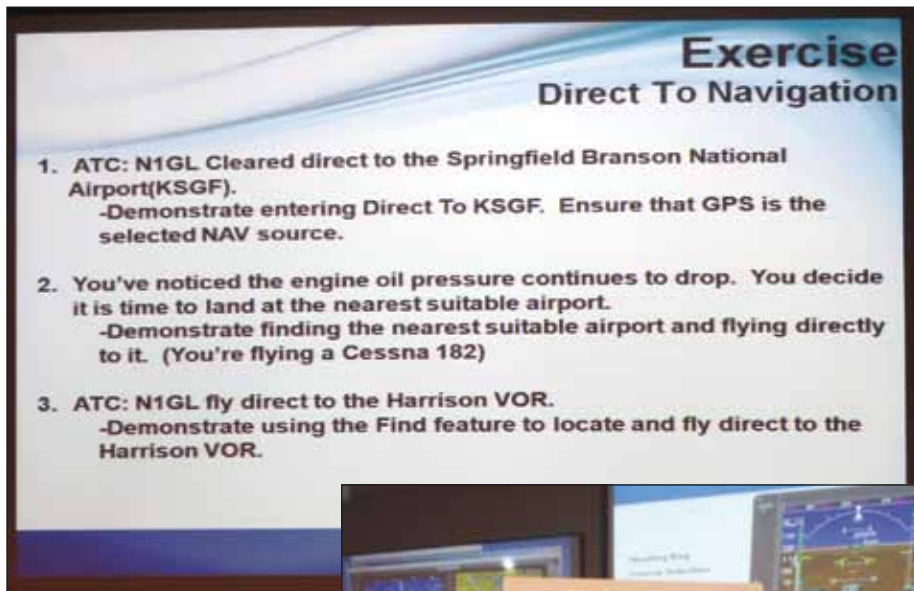 Exercise
Direct To Navigation
1. ATC: N1GL Cleared direct to the Springfield Branson National
Airport(KSGF).
-Demonstrate entering Direct To KSGF. Ensure that GPS is the
selected NAV source.
2. You've noticed the engine oil pressure continues to drop. You decide
it is time to land at the nearest suitable airport.
-Demonstrate finding the nearest suitable airport and flying directly
to it. (You're flying a Cessna 182)
3. ATC: N1GL fly direct to the Harrison VOR.
-Demonstrate using the Find feature to locate and fly direct to the
Harrison VOR.